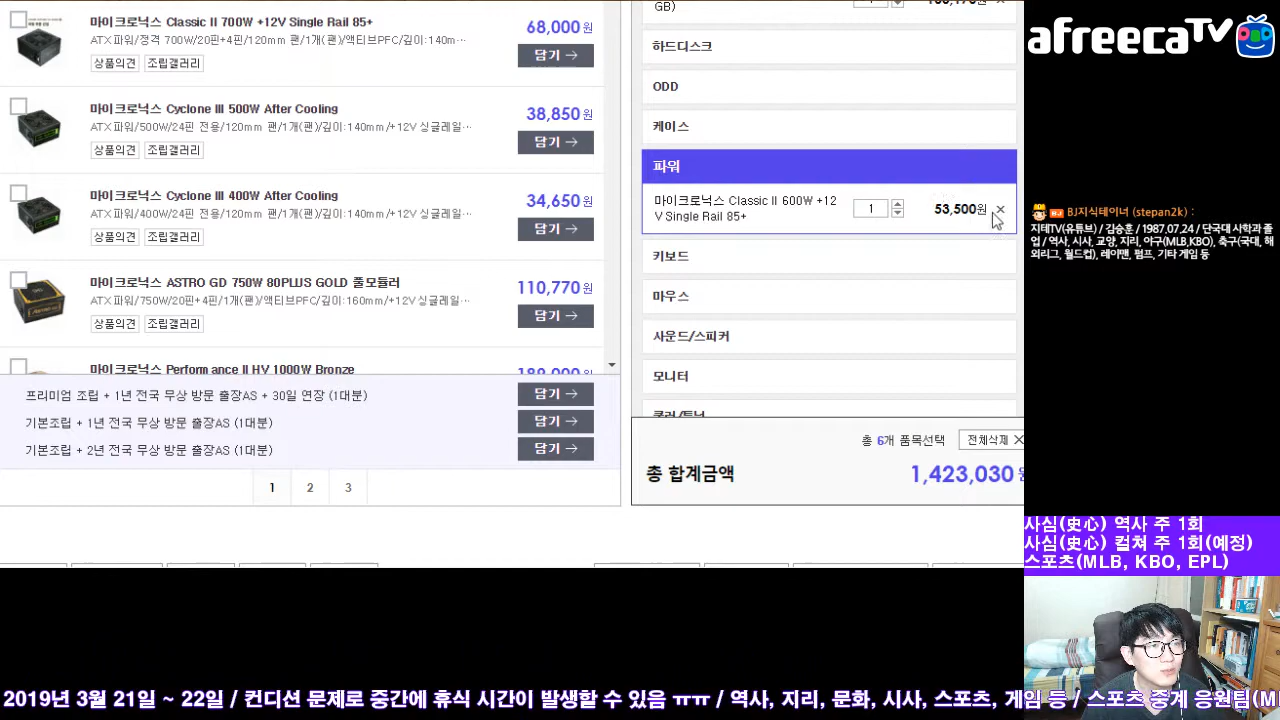 마이크로닉스 Classic II 700W +12V Single Rail 85+
ATX파워/정격 700W/20핀+4핀/120mm 팬/1개(팬)/액티브PFC/깊이:140m···
상품의견 조립갤러리
68,000원
담기 →
마이크로닉스 Cyclone III 500W After Cooling
ATX파워/500W/24핀 전용/120mm 팬/1개(팬)/깊이:140mm/+12V 싱글레일···
상품의견 조립갤러리
38,850원
담기 →
마이크로닉스 Cyclone III 400W After Cooling
ATX파워/400W/24핀 전용/120mm 팬/1개(팬)/깊이:140mm/+12V 싱글레일···
상품의견 조립갤러리
34,650원
담기 →
마이크로닉스 ASTRO GD 750W 80PLUS GOLD 풀모듈러
ATX파워/750W/20핀+4핀/1개(팬)/액티브PFC/깊이:160mm/+12V 싱글레일···
상품의견 조립갤러리
110,770원
담기 →
마이크로닉스 Performance II HV 1000W Bronze
프리미엄 조립 + 1년 전국 무상 방문 출장AS + 30일 연장 (1대분)
담기 →
기본조립 + 1년 전국 무상 방문 출장AS (1대분)
담기 →
기본조립 + 2년 전국 무상 방문 출장AS (1대분)
담기 →
1 2 3
GB)
하드디스크
ODD
케이스
파워
마이크로닉스 Classic II 600W +12
V Single Rail 85+
1
53,500원 ×
키보드
마우스
사운드/스피커
모니터
쿨러/튜닝
총 6개 품목선택
전체삭제 ×
총 합계금액
1,423,030
afreecaTV
BJ BJ지식테이너 (stepan2k) :
지테TV(유튜브) / 김승훈 / 1987.07.24 / 단국대 사학과 졸
업 / 역사, 시사, 교양, 지리, 야구(MLB,KBO), 축구(국대, 해
외리그, 월드컵), 레이맨, 펌프, 기타 게임 등
사심(史心) 역사 주 1회
사심(史心) 컬쳐 주 1회(예정)
스포츠(MLB, KBO, EPL)
2019년 3월 21일 ~ 22일 / 컨디션 문제로 중간에 휴식 시간이 발생할 수 있음 ㅠㅠ / 역사, 지리, 문화, 시사, 스포츠, 게임 등 / 스포츠 중계 응원팀(M